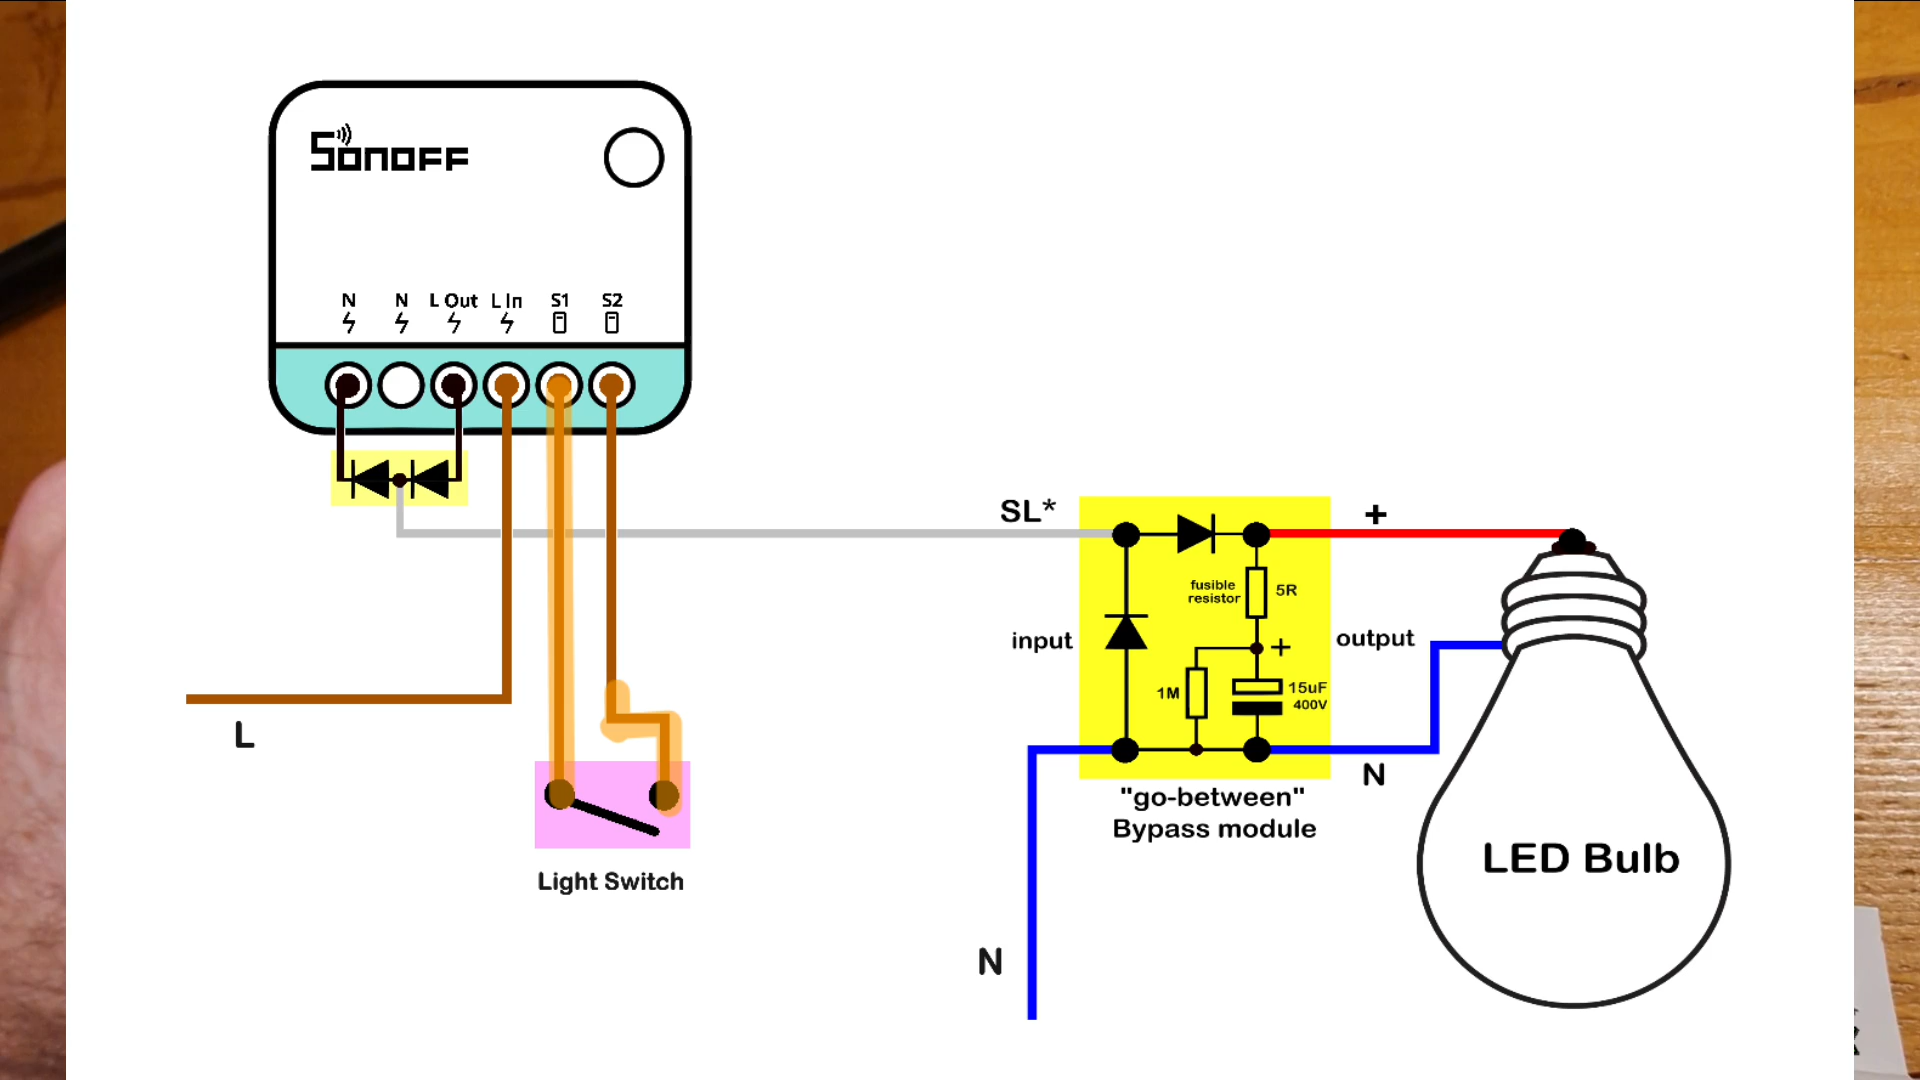 SONOFF
N N L Out L In S1 S2
SL*
+
fusible
resistor
5R
input
+
output
1M
15uF
400V
L
N
"go-between"
Bypass module
Light Switch
LED Bulb
N